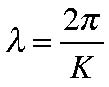 λ = 2π / K